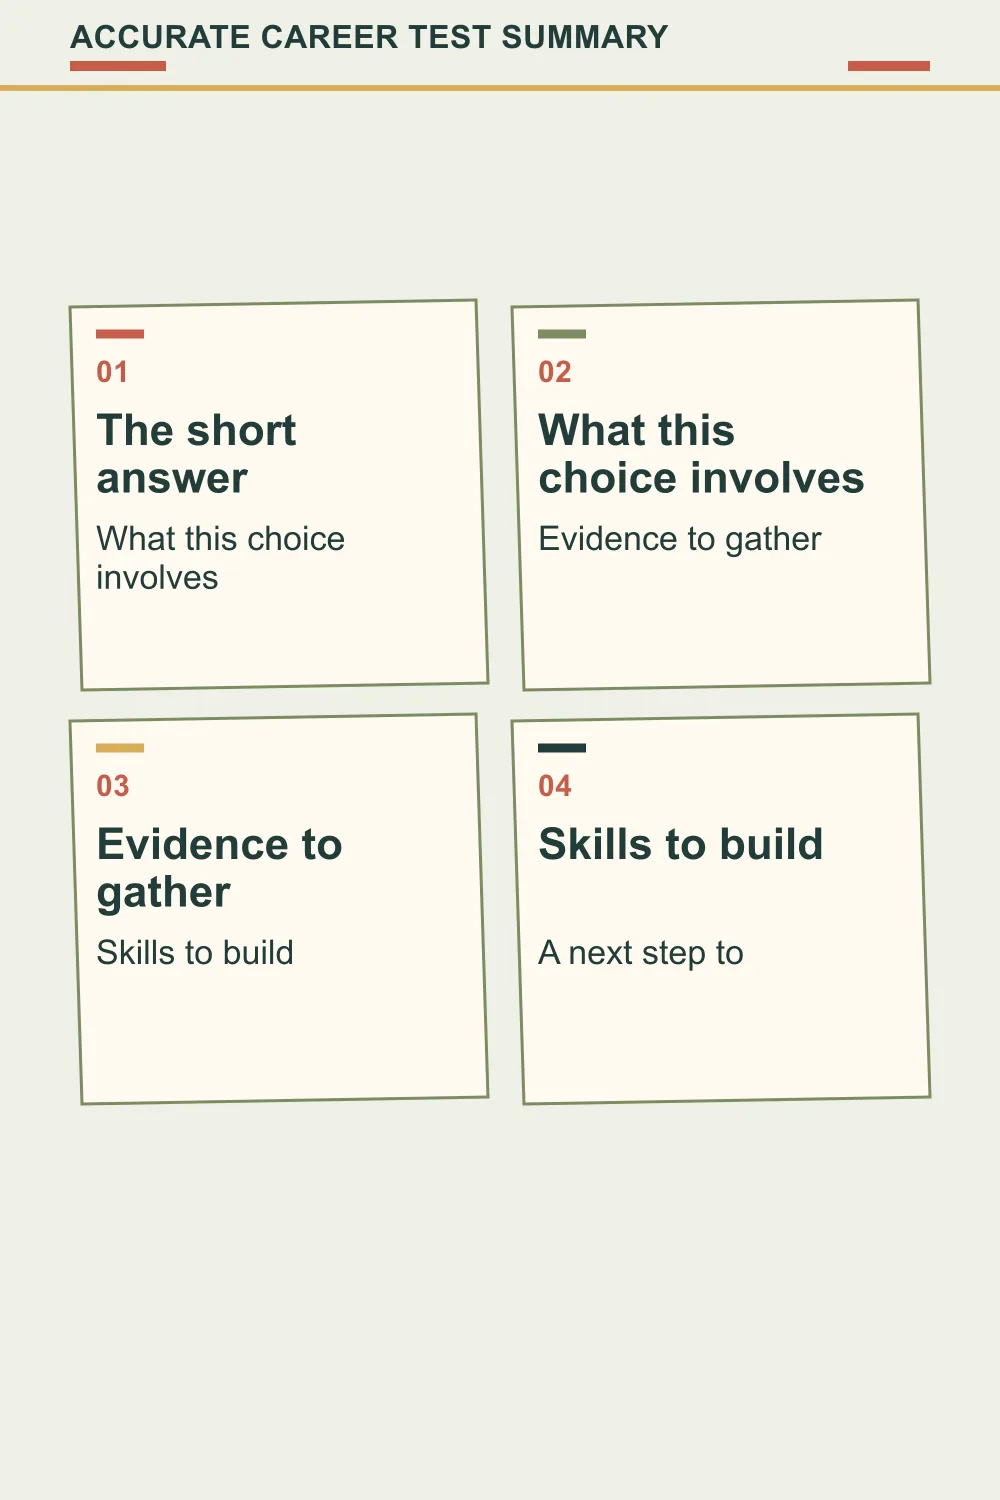 ACCURATE CAREER TEST SUMMARY
01
The short
answer
What this choice
involves
02
What this
choice involves
Evidence to gather
03
Evidence to
gather
Skills to build
04
Skills to build
A next step to